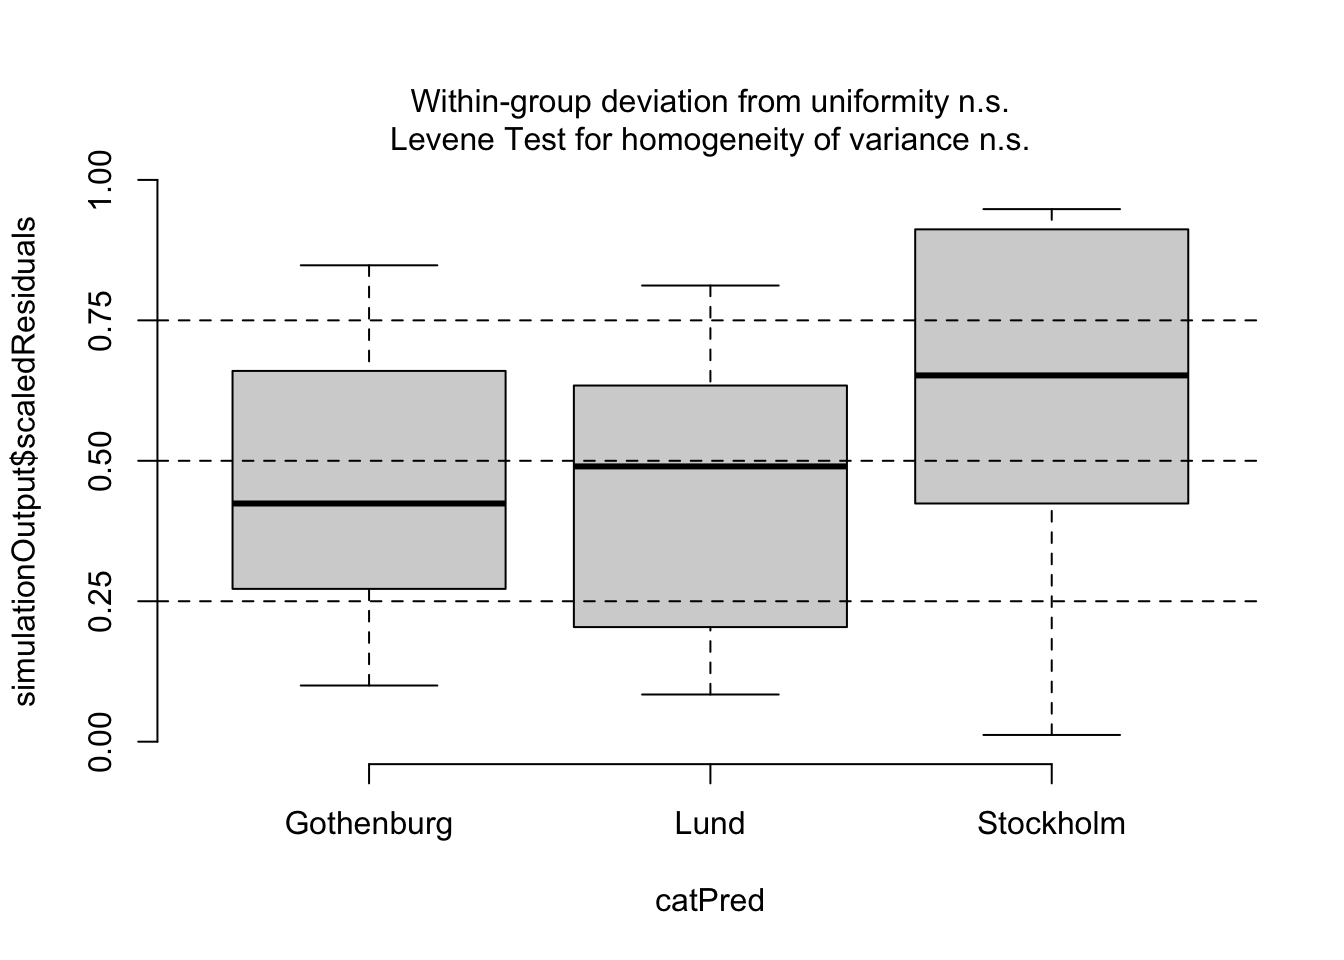 Within-group deviation from uniformity n.s.
Levene Test for homogeneity of variance n.s.
simulationOutput$scaledResiduals
1.00
0.75
0.50
0.25
0.00
Gothenburg
Lund
Stockholm
catPred